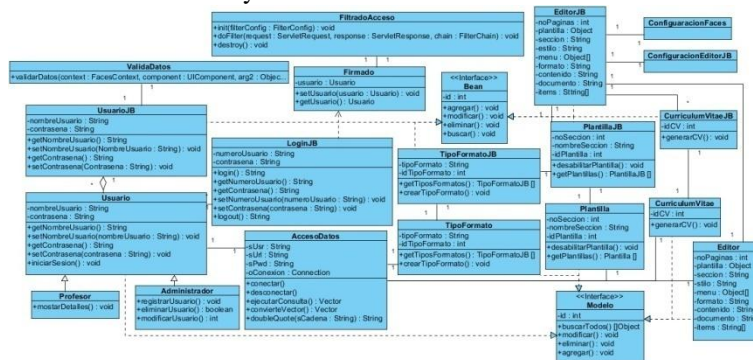 FiltradoAcceso
+init(filterConfig : FilterConfig) : void
+doFilter(request : ServletRequest, response : ServletResponse, chain : FilterChain) : void
+destroy() : void
ValidaDatos
+validarDatos(context : FacesContext, component : UIComponent, arg2 : Objec...
Firmado
-usuario : Usuario
+setUsuario(usuario : Usuario) : void
+getUsuario() : Usuario
<<Interface>>
Bean
-id : int
+agregar() : void
+modificar() : void
+eliminar() : void
+buscar() : void
EditorJB
-noPaginas : int
-plantilla : Object
-seccion : String
-estilo : String
-menu : Object[]
-formato : String
-contenido : String
-documento : String
-items : String[]
ConfiguaracionFaces
ConfiguracionEditorJB
UsuarioJB
-nombreUsuario : String
-contrasena : String
+getNombreUsuario() : String
+setNombreUsuario(NombreUsuario : String) : void
+getContrasena() : String
+setContrasena(Contrasena : String) : void
LoginJB
-numeroUsuario : String
-contrasena : String
+login() : String
+getNumeroUsuario() : String
+getContrasena() : String
+setNumeroUsuario(numeroUsuario : String) : void
+setContrasena(contrasena : String) : void
+logout() : String
TipoFormatoJB
-tipoFormato : String
-idTipoFormato : int
+getTiposFormatos() : TipoFormatoJB []
+crearTipoFormato() : void
PlantillaJB
-noSeccion : int
-nombreSeccion : String
-idPlantilla : int
+desabilitarPlantilla() : void
+getPlantillas() : PlantillaJB []
CurriculumVitaeJB
-idCV : int
+generarCV() : void
Usuario
-nombreUsuario : String
-contrasena : String
+getNombreUsuario() : String
+setNombreUsuario(nombreUsuario : String) : void
+getContrasena() : String
+setContrasena(contrasena : String) : void
+iniciarSesion() : void
AccesoDatos
-sUsr : String
-sUrl : String
-sPwd : String
-oConexion : Connection
+conectar()
+desconectar()
+ejecutarConsulta() : Vector
+convierteVector() : Vector
+doubleQuote(sCadena : String) : String
TipoFormato
-tipoFormato : String
-idTipoFormato : int
+getTiposFormatos() : TipoFormato []
+crearTipoFormato() : void
Plantilla
-noSeccion : int
-nombreSeccion : String
-idPlantilla : int
+desabilitarPlantilla() : void
+getPlantillas() : Plantilla []
CurriculumVitae
-idCV : int
+generarCV() : void
Editor
-noPaginas : int
-plantilla : Object
-seccion : String
-stilo : String
-menu : Object[]
-formato : String
-contenido : String
-documento : String
-items : String[]
Profesor
+mostarDetalles() : void
Administrador
+registrarUsuario() : void
+eliminarUsuario() : boolean
+modificarUsuario() : int
<<Interface>>
Modelo
-id : int
+buscarTodos() []Object
+modificar() : void
+eliminar() : void
+agregar() : void